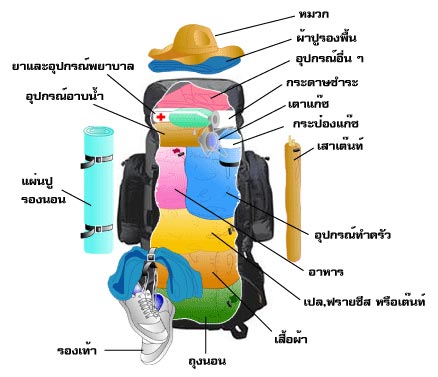 หมวก
ผ้าปูรองพื้น
อุปกรณ์อื่น ๆ
ยาและอุปกรณ์พยาบาล
กระดาษชำระ
อุปกรณ์อาบน้ำ
เตาแก๊ซ
กระป๋องแก๊ซ
เสาเต๊นท์
แผ่นปู
รองนอน
อุปกรณ์ทำครัว
อาหาร
เปล,ฟรายชีส หรือเต๊นท์
เสื้อผ้า
รองเท้า
ถุงนอน